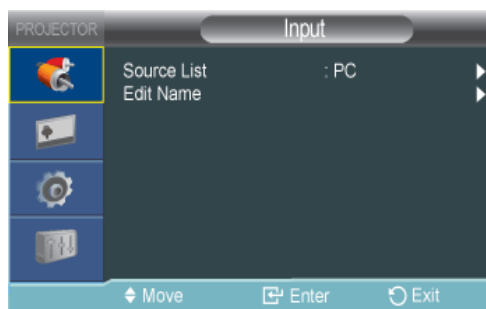 PROJECTOR
Input
Source List : PC
Edit Name
Move Enter Exit